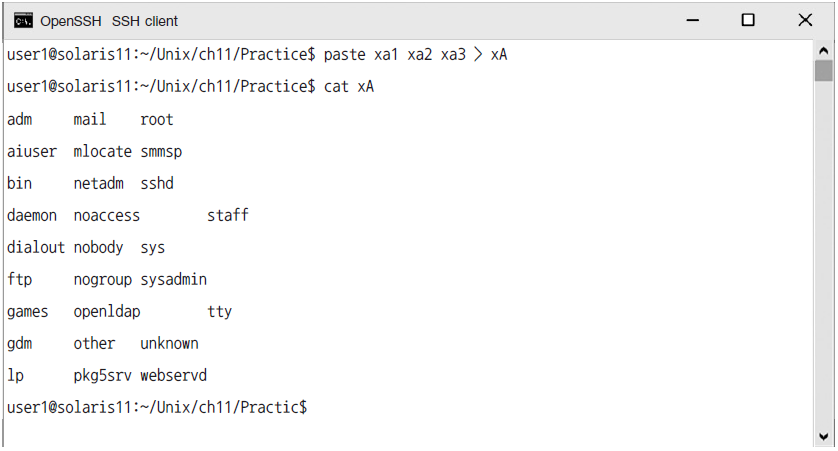 OpenSSH SSH client
user1@solaris11:~/Unix/ch11/Practice$ paste xa1 xa2 xa3 > xA
user1@solaris11:~/Unix/ch11/Practice$ cat xA
adm mail root
aiuser mlocate smmsp
bin netadm sshd
daemon noaccess staff
dialout nobody sys
ftp nogroup sysadmin
games openldap tty
gdm other unknown
lp pkg5srv webservd
user1@solaris11:~/Unix/ch11/Practic$